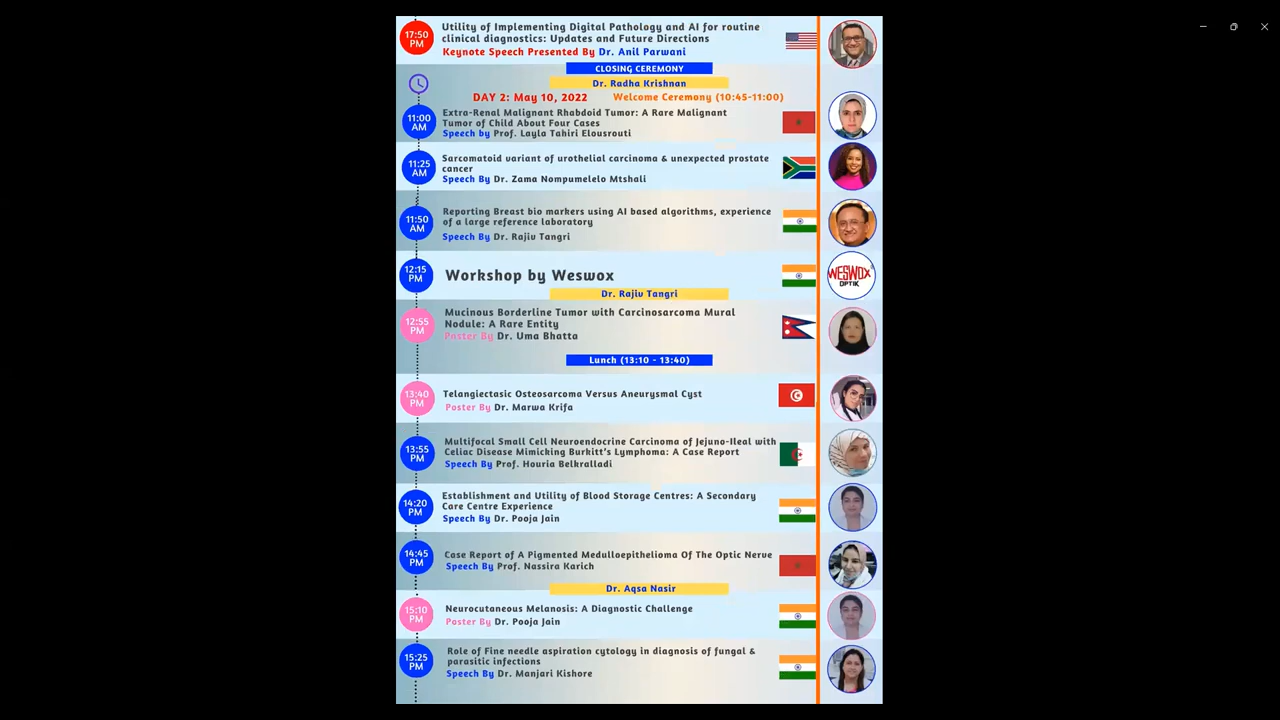 17:50
PM
Utility of Implementing Digital Pathology and AI for routine
clinical diagnostics: Updates and Future Directions
Keynote Speech Presented By Dr. Anil Parwani
CLOSING CEREMONY
Dr. Radha Krishnan
DAY 2: May 10, 2022 Welcome Ceremony (10:45-11:00)
11:00
AM
Extra-Renal Malignant Rhabdoid Tumor: A Rare Malignant
Tumor of Child About Four Cases
Speech by Prof. Layla Tahiri Elousrouti
11:25
AM
Sarcomatoid variant of urothelial carcinoma & unexpected prostate
cancer
Speech By Dr. Zama Nompumelelo Mtshali
11:50
AM
Reporting Breast bio markers using AI based algorithms, experience
of a large reference laboratory
Speech By Dr. Rajiv Tangri
12:15
PM
Workshop by Weswox
WESWOX
OPTIK
Dr. Rajiv Tangri
12:55
PM
Mucinous Borderline Tumor with Carcinosarcoma Mural
Nodule: A Rare Entity
Poster By Dr. Uma Bhatta
Lunch (13:10 - 13:40)
13:40
PM
Telangiectasic Osteosarcoma Versus Aneurysmal Cyst
Poster By Dr. Marwa Krifa
13:55
PM
Multifocal Small Cell Neuroendocrine Carcinoma of Jejuno-Ileal with
Celiac Disease Mimicking Burkitt's Lymphoma: A Case Report
Speech By Prof. Houria Belkralladi
14:20
PM
Establishment and Utility of Blood Storage Centres: A Secondary
Care Centre Experience
Speech By Dr. Pooja Jain
14:45
PM
Case Report of A Pigmented Medulloepithelioma Of The Optic Nerve
Speech By Prof. Nassira Karich
Dr. Aqsa Nasir
15:10
PM
Neurocutaneous Melanosis: A Diagnostic Challenge
Poster By Dr. Pooja Jain
15:25
PM
Role of Fine needle aspiration cytology in diagnosis of fungal &
parasitic infections
Speech By Dr. Manjari Kishore